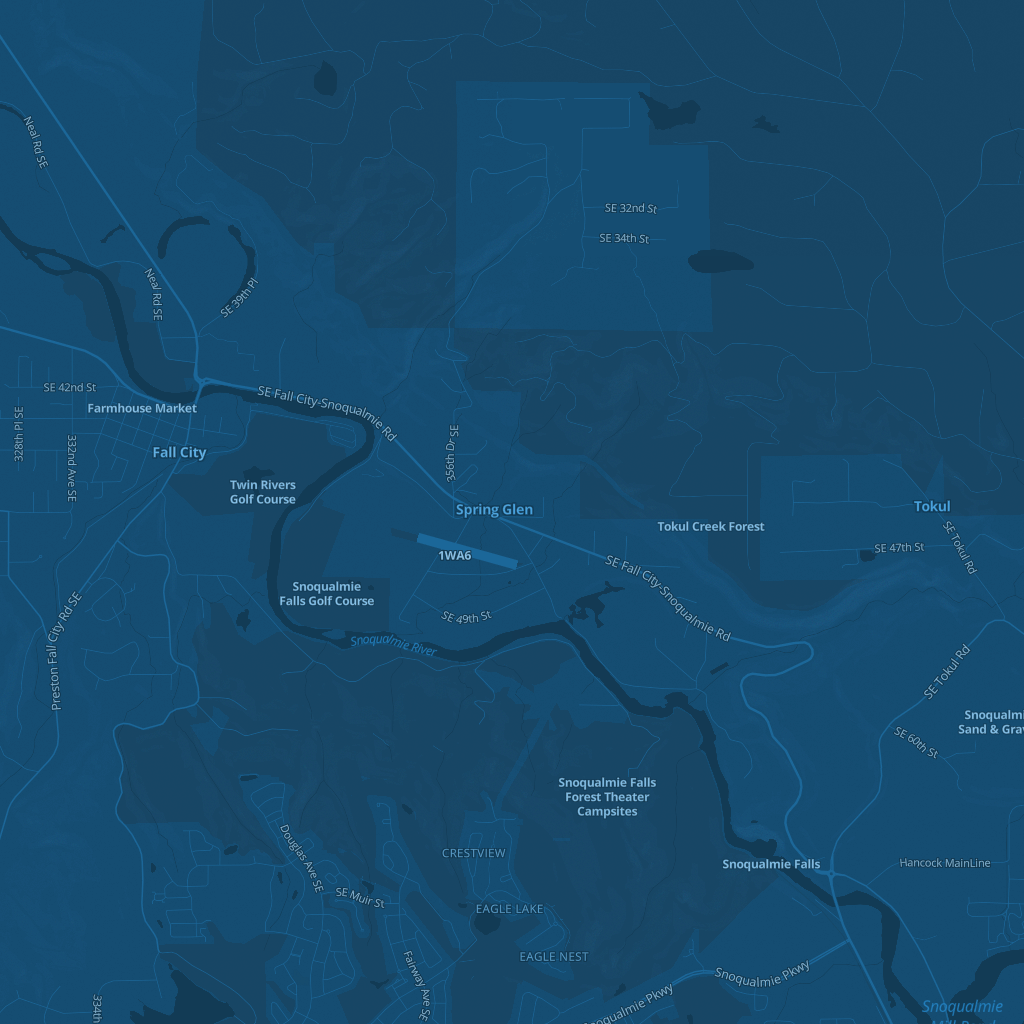 Neal Rd SE
SE 32nd St
SE 34th St
Neal Rd SE
SE 39th Pl
SE 42nd St
Farmhouse Market
SE Fall City-Snoqualmie Rd
328th Pl SE
332nd Ave SE
Fall City
356th Dr SE
Twin Rivers
Golf Course
Spring Glen
Tokul
Tokul Creek Forest
SE Tokul Rd
1WA6
SE 47th St
SE Fall City-Snoqualmie Rd
Snoqualmie
Falls Golf Course
SE 49th St
Snoqualmie River
Preston Fall City Rd SE
SE Tokul Rd
Snoqualmi
Sand & Grav
SE 60th St
Snoqualmie Falls
Forest Theater
Campsites
Douglas Ave SE
CRESTVIEW
Snoqualmie Falls
Hancock MainLine
SE Muir St
EAGLE LAKE
EAGLE NEST
Fairway Ave SE
Snoqualmie Pkwy
Snoqualmie Pkwy
334th
Snoqualmie